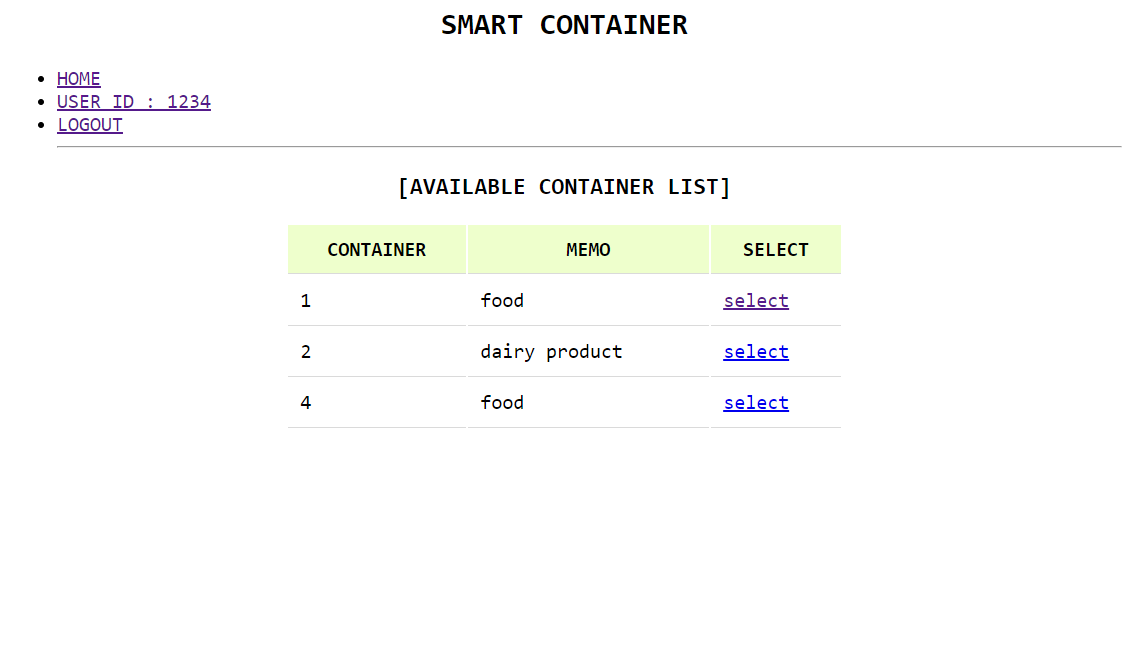 SMART CONTAINER
HOME
USER ID : 1234
LOGOUT
[AVAILABLE CONTAINER LIST]
CONTAINER MEMO SELECT
1 food select
2 dairy product select
4 food select